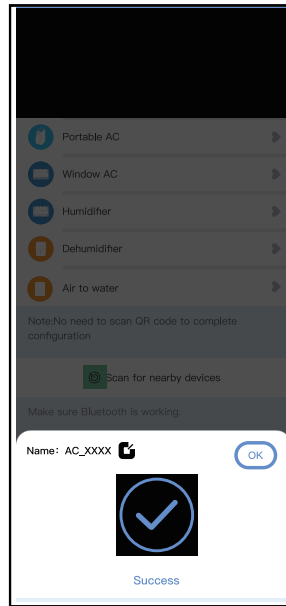 Portable AC
Window AC
Humidifier
Dehumidifier
Air to water
Note:No need to scan QR code to complete
configuration
Scan for nearby devices
Make sure Bluetooth is working.
Name: AC_XXXX
OK
Success